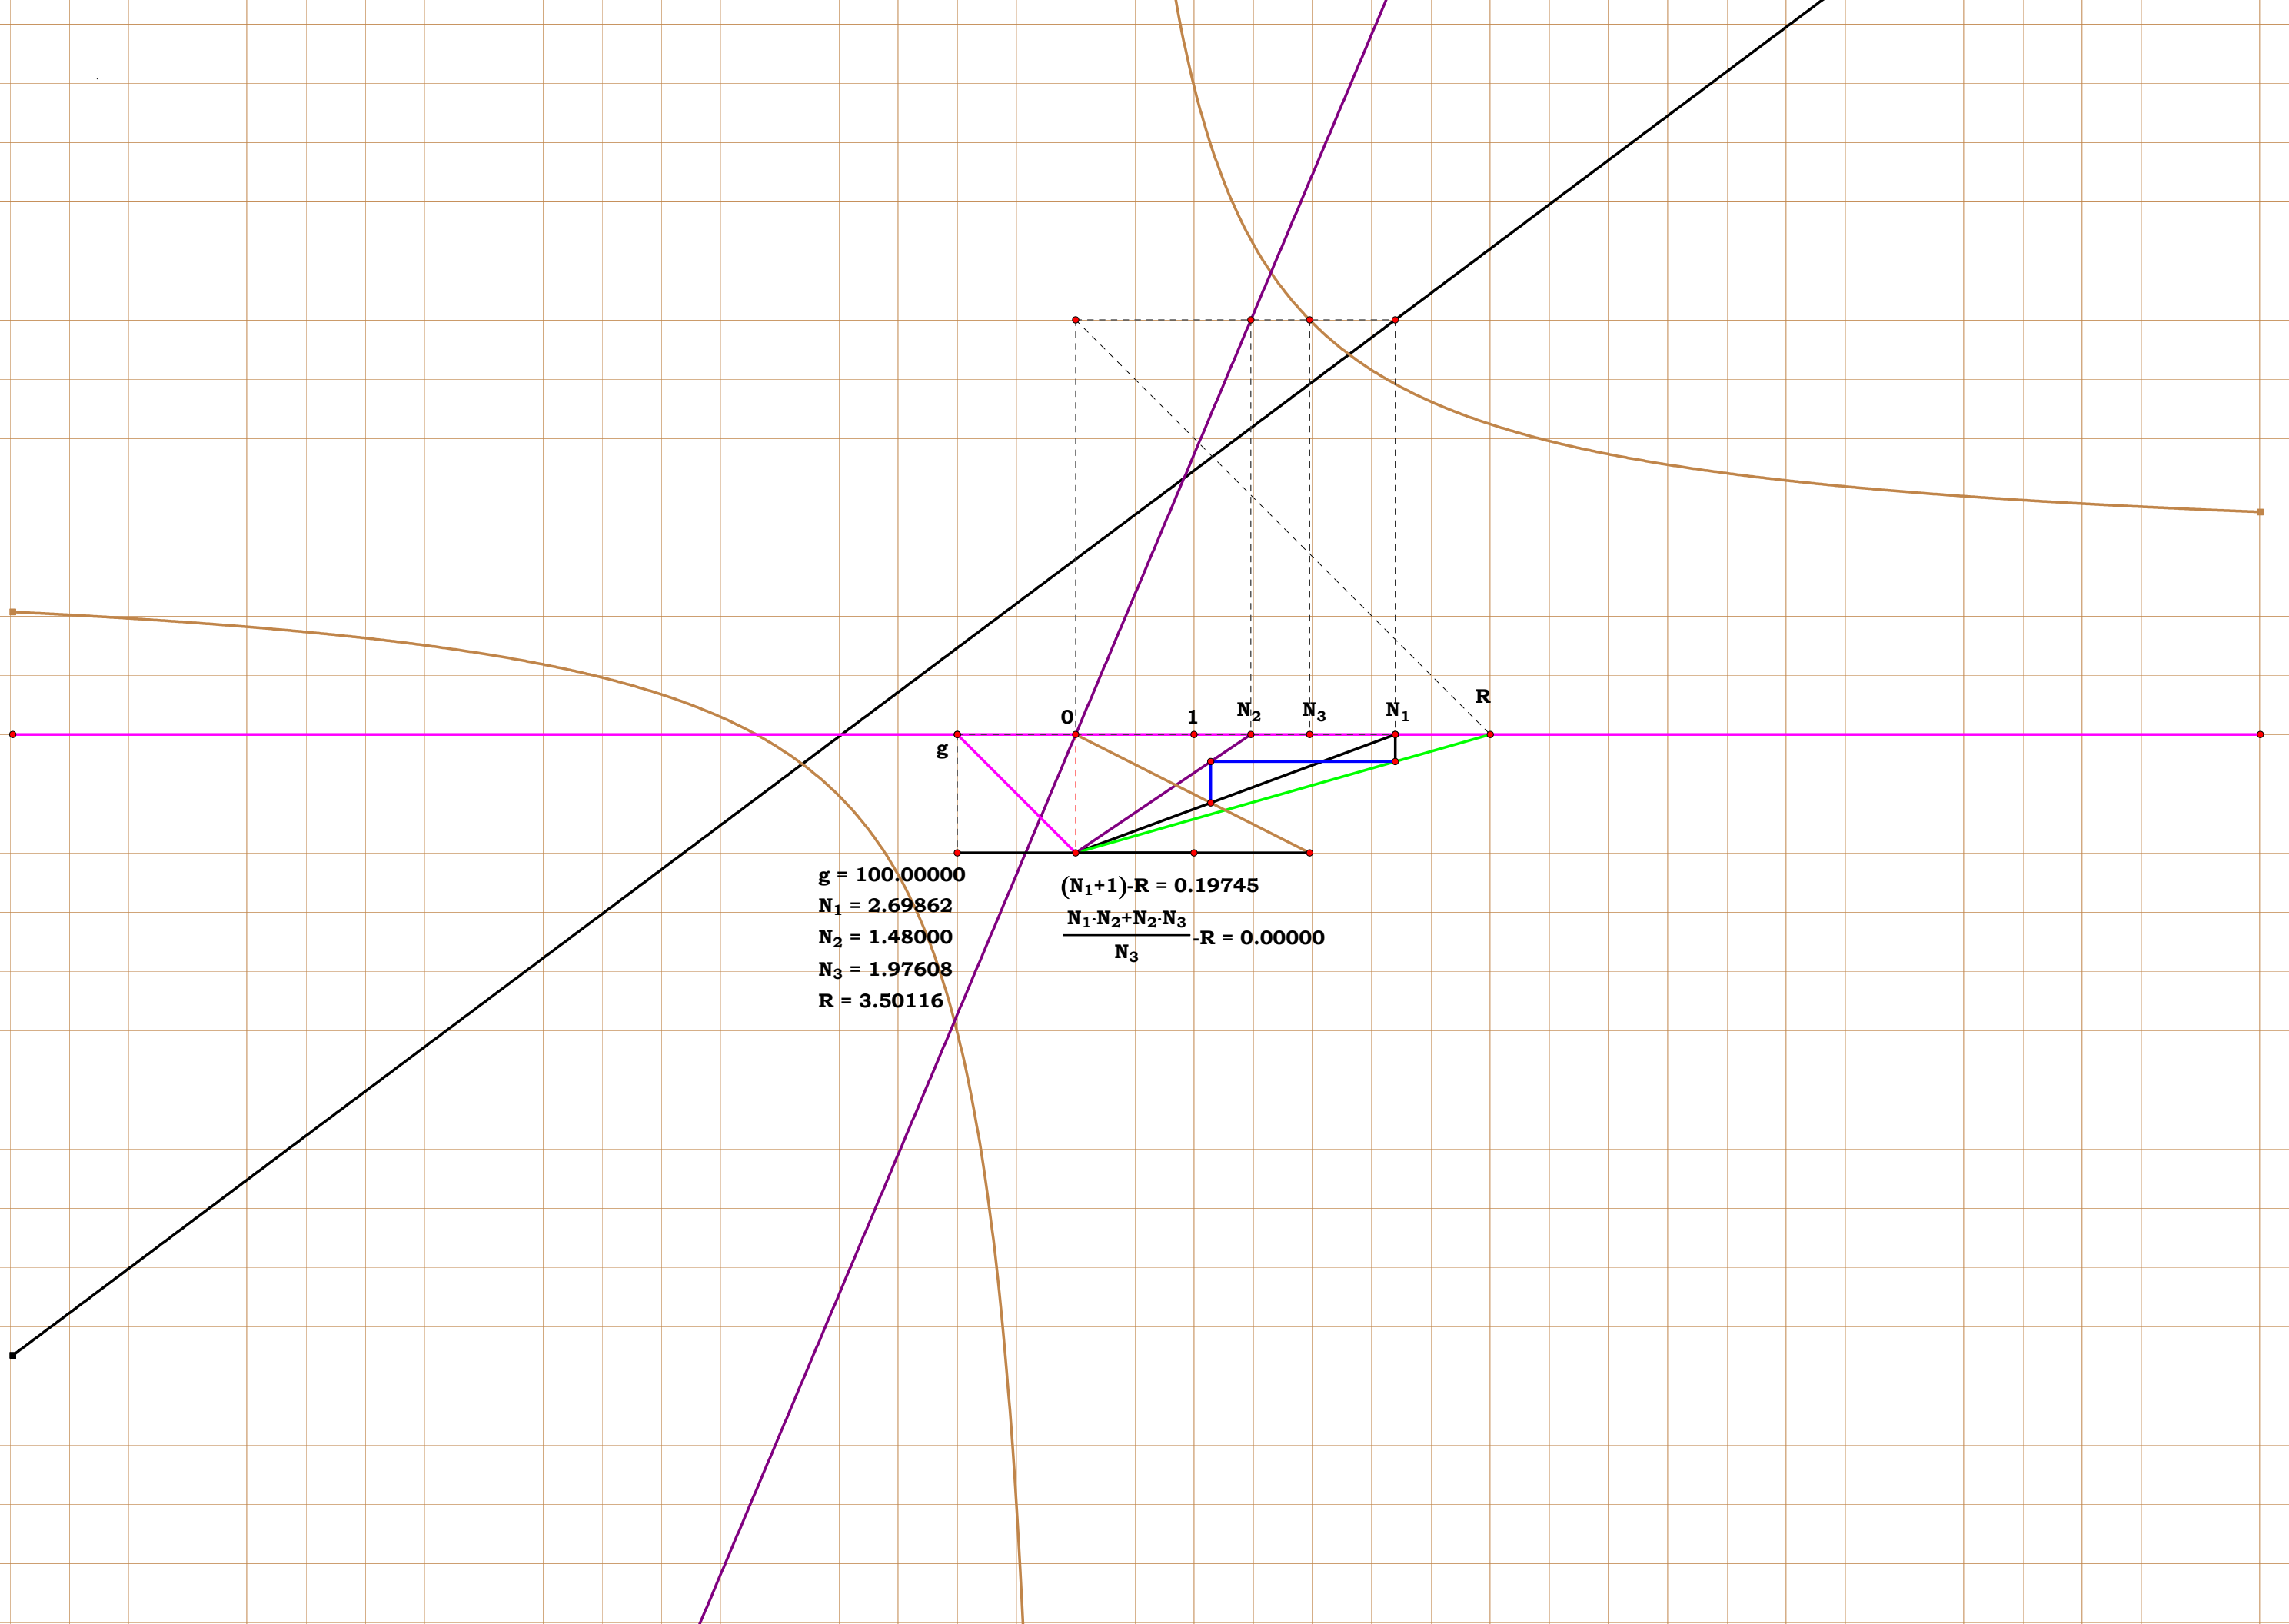 R
0 1 N₂ N₃ N₁
g
g = 100.00000
N₁ = 2.69862
N₂ = 1.48000
N₃ = 1.97608
R = 3.50116
(N₁+1)-R = 0.19745
N₁·N₂+N₂·N₃
-R = 0.00000
N₃